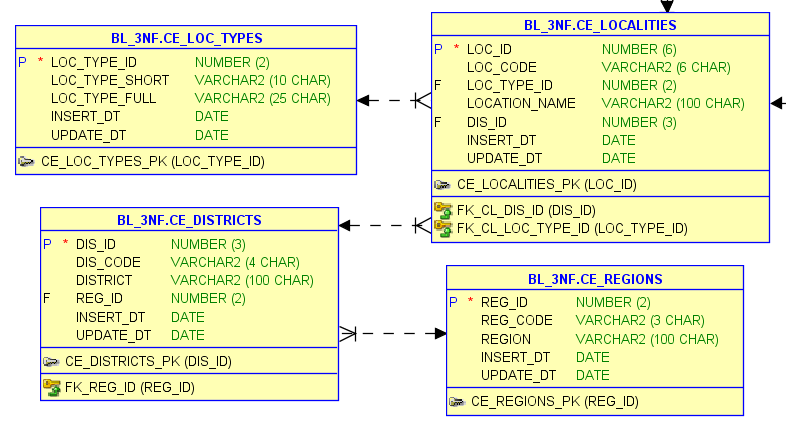 BL_3NF.CE_LOC_TYPES
P * LOC_TYPE_ID NUMBER (2)
LOC_TYPE_SHORT VARCHAR2 (10 CHAR)
LOC_TYPE_FULL VARCHAR2 (25 CHAR)
INSERT_DT DATE
UPDATE_DT DATE
CE_LOC_TYPES_PK (LOC_TYPE_ID)
BL_3NF.CE_LOCALITIES
P * LOC_ID NUMBER (6)
LOC_CODE VARCHAR2 (6 CHAR)
F LOC_TYPE_ID NUMBER (2)
LOCATION_NAME VARCHAR2 (100 CHAR)
F DIS_ID NUMBER (3)
INSERT_DT DATE
UPDATE_DT DATE
CE_LOCALITIES_PK (LOC_ID)
FK_CL_DIS_ID (DIS_ID)
FK_CL_LOC_TYPE_ID (LOC_TYPE_ID)
BL_3NF.CE_DISTRICTS
P * DIS_ID NUMBER (3)
DIS_CODE VARCHAR2 (4 CHAR)
DISTRICT VARCHAR2 (100 CHAR)
F REG_ID NUMBER (2)
INSERT_DT DATE
UPDATE_DT DATE
CE_DISTRICTS_PK (DIS_ID)
FK_REG_ID (REG_ID)
BL_3NF.CE_REGIONS
P * REG_ID NUMBER (2)
REG_CODE VARCHAR2 (3 CHAR)
REGION VARCHAR2 (100 CHAR)
INSERT_DT DATE
UPDATE_DT DATE
CE_REGIONS_PK (REG_ID)